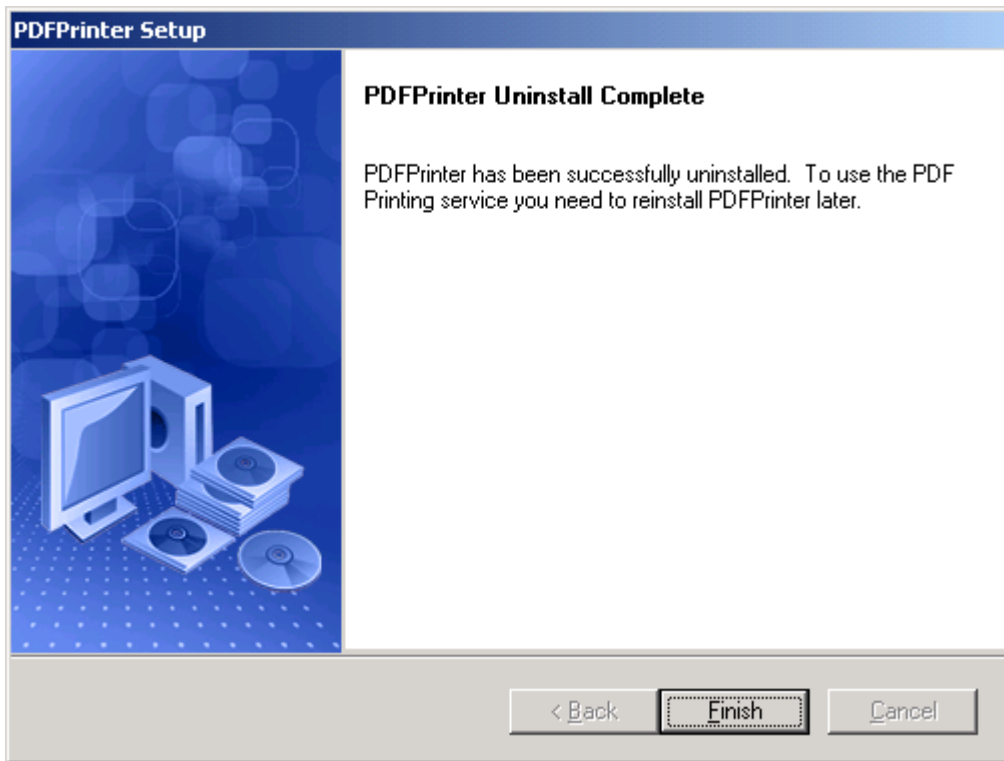 PDFPrinter Setup
PDFPrinter Uninstall Complete
PDFPrinter has been successfully uninstalled.  To use the PDF
Printing service you need to reinstall PDFPrinter later.
< Back
Finish
Cancel